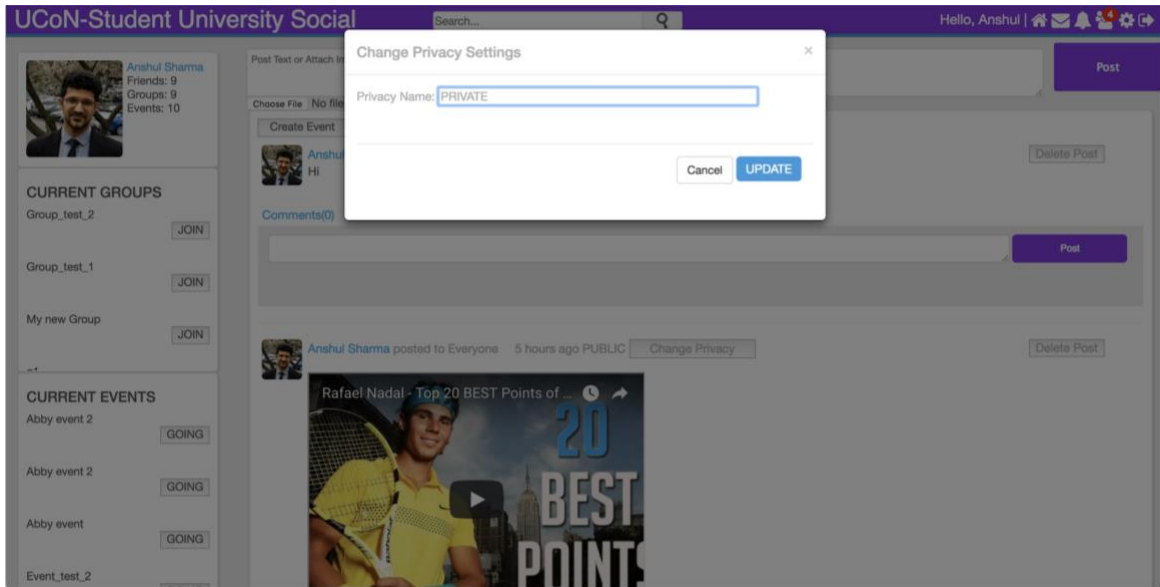 UCoN-Student University Social
Search...
Hello, Anshul |
4
Anshul Sharma
Friends: 9
Groups: 9
Events: 10
CURRENT GROUPS
Group_test_2
JOIN
Group_test_1
JOIN
My new Group
JOIN
CURRENT EVENTS
Abby event 2
GOING
Abby event 2
GOING
Abby event
GOING
Event_test_2
Post Text or Attach Im
Post
Choose File No file
Create Event
Change Privacy Settings ×
Privacy Name: PRIVATE
Cancel UPDATE
Anshul
Hi
Delete Post
Comments(0)
Post
Anshul Sharma posted to Everyone 5 hours ago PUBLIC Change Privacy
Delete Post
Rafael Nadal - Top 20 BEST Points of ...
20
BEST
POINTS